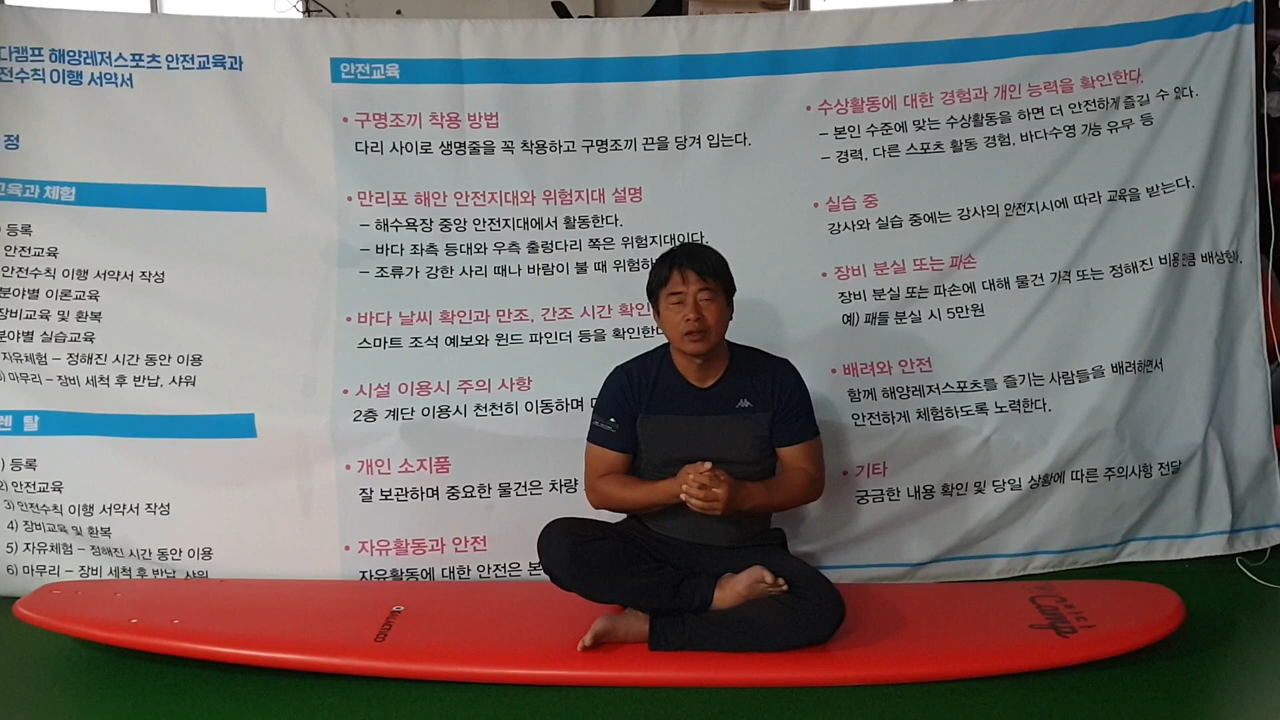 다캠프 해양레저스포츠 안전교육과
전수칙 이행 서약서
정
교육과 체험
등록
안전교육
안전수칙 이행 서약서 작성
분야별 이론교육
장비교육 및 환복
분야별 실습교육
자유체험 – 정해진 시간 동안 이용
마무리 – 장비 세척 후 반납, 샤워
렌 탈
) 등록
2) 안전교육
3) 안전수칙 이행 서약서 작성
4) 장비교육 및 환복
5) 자유체험 – 정해진 시간 동안 이용
6) 마무리 – 장비 세척 후 반납, 샤워
안전교육
• 구명조끼 착용 방법
다리 사이로 생명줄을 꼭 착용하고 구명조끼 끈을 당겨 입는다.
• 만리포 해안 안전지대와 위험지대 설명
– 해수욕장 중앙 안전지대에서 활동한다.
– 바다 좌측 등대와 우측 출렁다리 쪽은 위험지대이다.
– 조류가 강한 사리 때나 바람이 불 때 위험하
• 바다 날씨 확인과 만조, 간조 시간 확인
스마트 조석 예보와 윈드 파인더 등을 확인한다
• 시설 이용시 주의 사항
2층 계단 이용시 천천히 이동하며
• 개인 소지품
잘 보관하며 중요한 물건은 차량
• 자유활동과 안전
자유활동에 대한 안전은 본
• 수상활동에 대한 경험과 개인 능력을 확인한다.
– 본인 수준에 맞는 수상활동을 하면 더 안전하게 즐길 수 있다.
– 경력, 다른 스포츠 활동 경험, 바다수영 가능 유무 등
• 실습 중
강사와 실습 중에는 강사의 안전지시에 따라 교육을 받는다.
• 장비 분실 또는 파손
장비 분실 또는 파손에 대해 물건 가격 또는 정해진 비용만큼 배상한다.
예) 패들 분실 시 5만원
• 배려와 안전
함께 해양레저스포츠를 즐기는 사람들을 배려하면서
안전하게 체험하도록 노력한다.
• 기타
궁금한 내용 확인 및 당일 상황에 따른 주의사항 전달
Camp